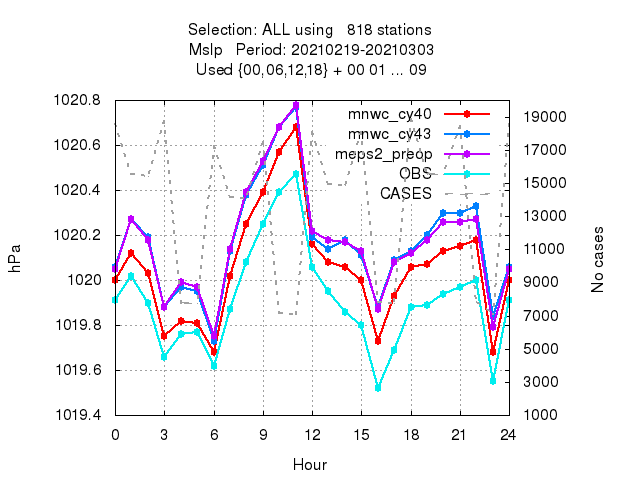 Selection: ALL using 818 stations
Mslp Period: 20210219-20210303
Used {00,06,12,18} + 00 01 ... 09
mnwc_cy40
mnwc_cy43
meps2_preop
OBS
CASES
1020.8
1020.6
1020.4
1020.2
1020
1019.8
1019.6
1019.4
hPa
19000
17000
15000
13000
11000
9000
7000
5000
3000
1000
No cases
0 3 6 9 12 15 18 21 24
Hour